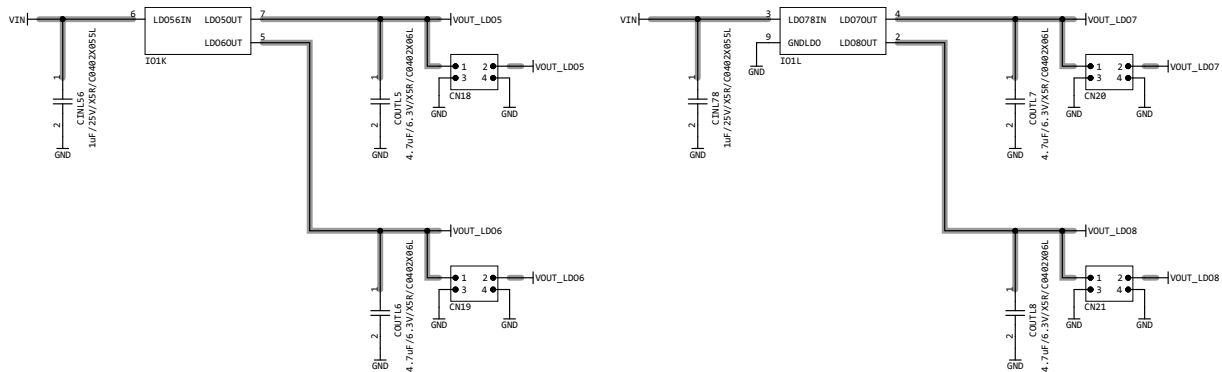 VIN
6
LDO56IN
LDO5OUT
7
VOUT_LDO5
LDO6OUT
5
IO1K
1
2
CINL56
1uF/25V/X5R/C0402X055L
GND
1
2
COUTL5
4.7uF/6.3V/X5R/C0402X06L
GND
1 2
3 4
CN18
VOUT_LDO5
GND
GND
VOUT_LDO6
1
2
COUTL6
4.7uF/6.3V/X5R/C0402X06L
GND
1 2
3 4
CN19
VOUT_LDO6
GND
GND
VIN
3
LDO78IN
LDO7OUT
4
VOUT_LDO7
9
GNDLDO
LDO8OUT
2
GND
IO1L
1
2
CINL78
1uF/25V/X5R/C0402X055L
GND
1
2
COUTL7
4.7uF/6.3V/X5R/C0402X06L
GND
1 2
3 4
CN20
VOUT_LDO7
GND
GND
VOUT_LDO8
1
2
COUTL8
4.7uF/6.3V/X5R/C0402X06L
GND
1 2
3 4
CN21
VOUT_LDO8
GND
GND